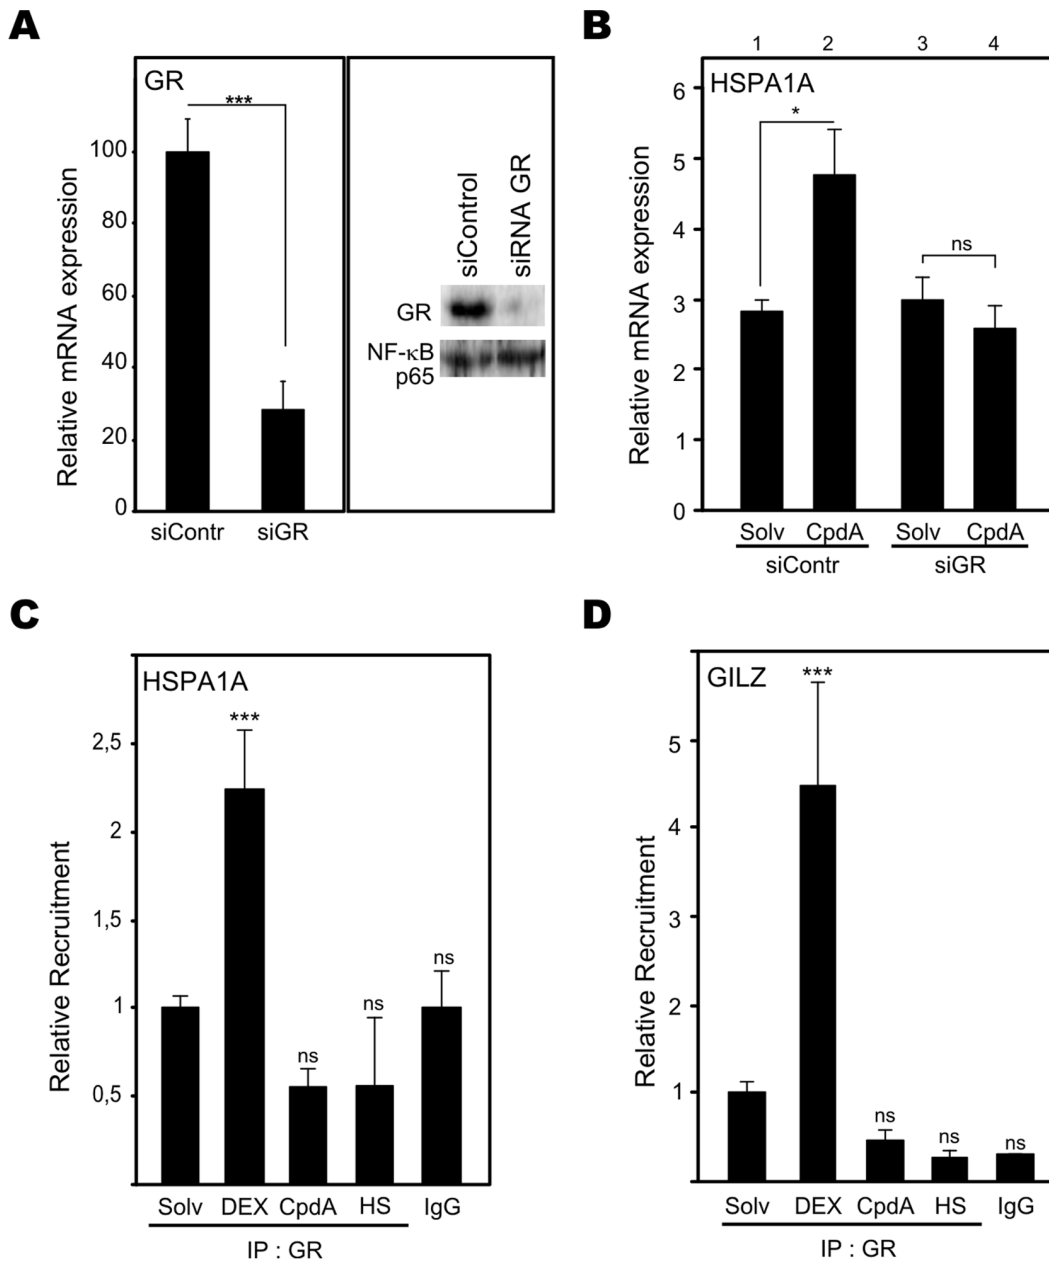 A
GR
***
Relative mRNA expression
100
80
60
40
20
0
siContr siGR
siControl
siRNA GR
GR
NF-κB
p65
B
1 2 3 4
HSPA1A
*
ns
Relative mRNA expression
6
5
4
3
2
1
0
Solv CpdA Solv CpdA
siContr siGR
C
HSPA1A
***
ns
ns
ns
Relative Recruitment
2,5
2
1,5
1
0,5
Solv DEX CpdA HS IgG
IP : GR
D
GILZ
***
ns
ns
ns
Relative Recruitment
5
4
3
2
1
Solv DEX CpdA HS IgG
IP : GR